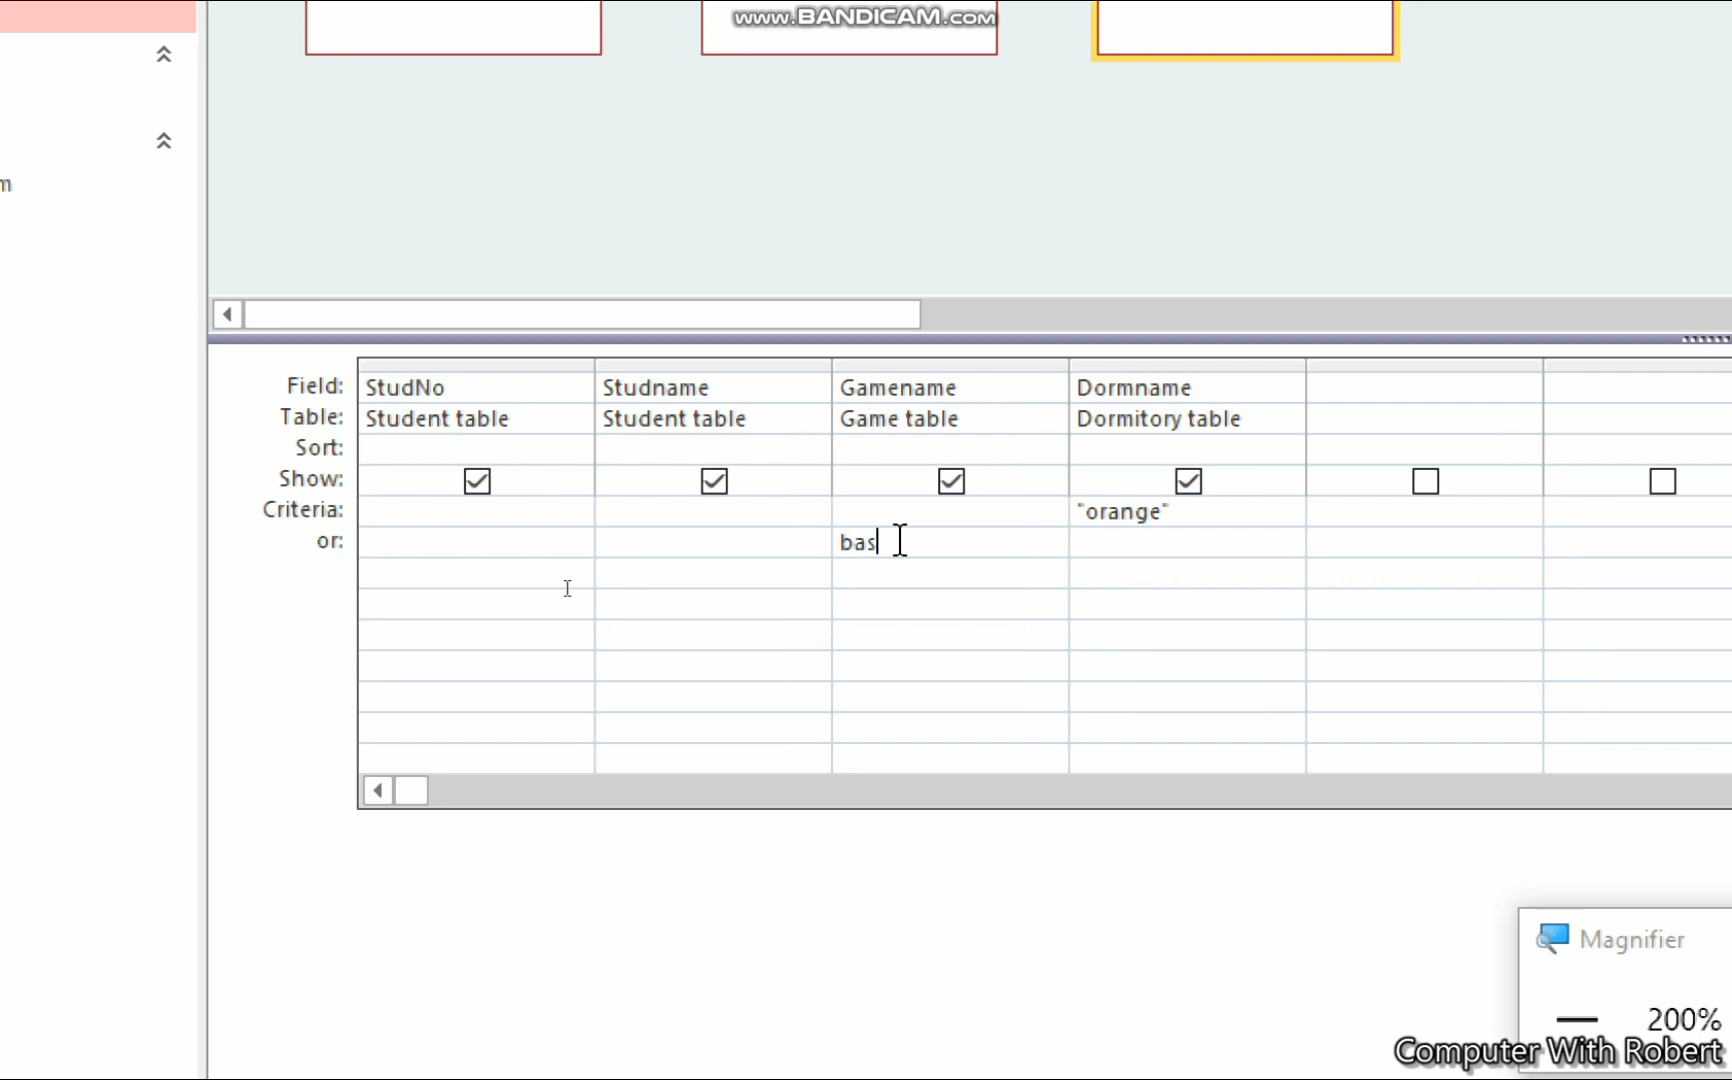 www.BANDICAM.com
m
Field: StudNo Studname Gamename Dormname
Table: Student table Student table Game table Dormitory table
Sort:
Show:
Criteria: "orange"
or: bas
Magnifier
200%
Computer With Robert